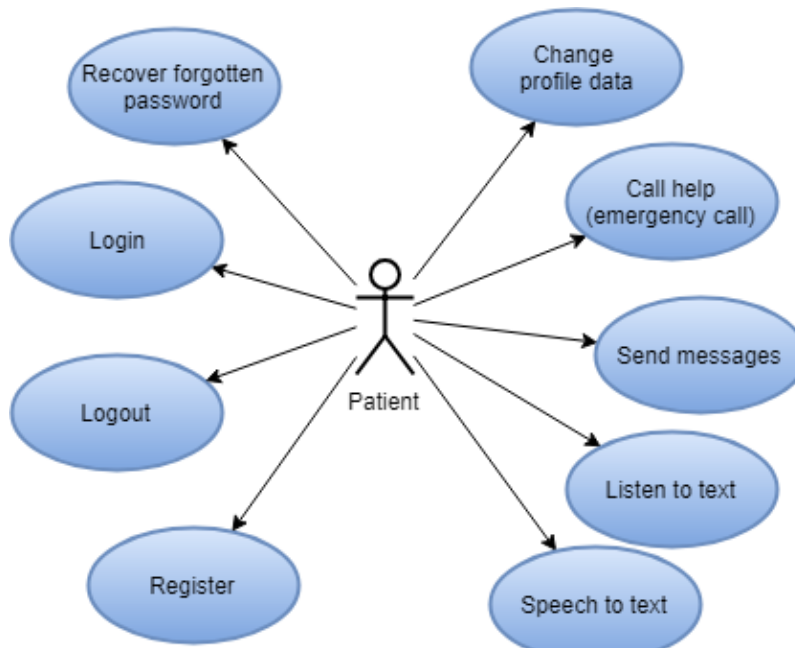 Recover forgotten
password
Change
profile data
Call help
(emergency call)
Login
Send messages
Patient
Logout
Listen to text
Register
Speech to text